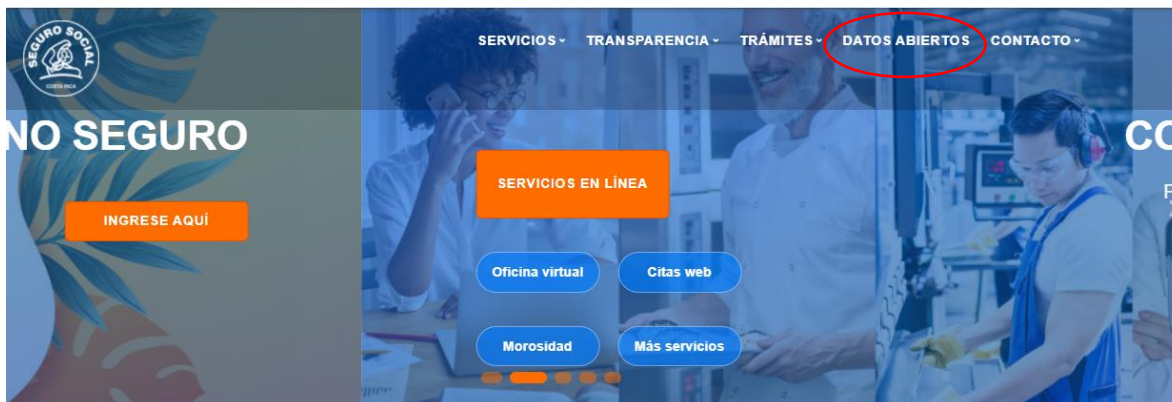 SEGURO SOCIAL
COSTA RICA
SERVICIOS TRANSPARENCIA TRÁMITES DATOS ABIERTOS CONTACTO
NO SEGURO
INGRESE AQUÍ
SERVICIOS EN LÍNEA
Oficina virtual Citas web
Morosidad Más servicios
CO